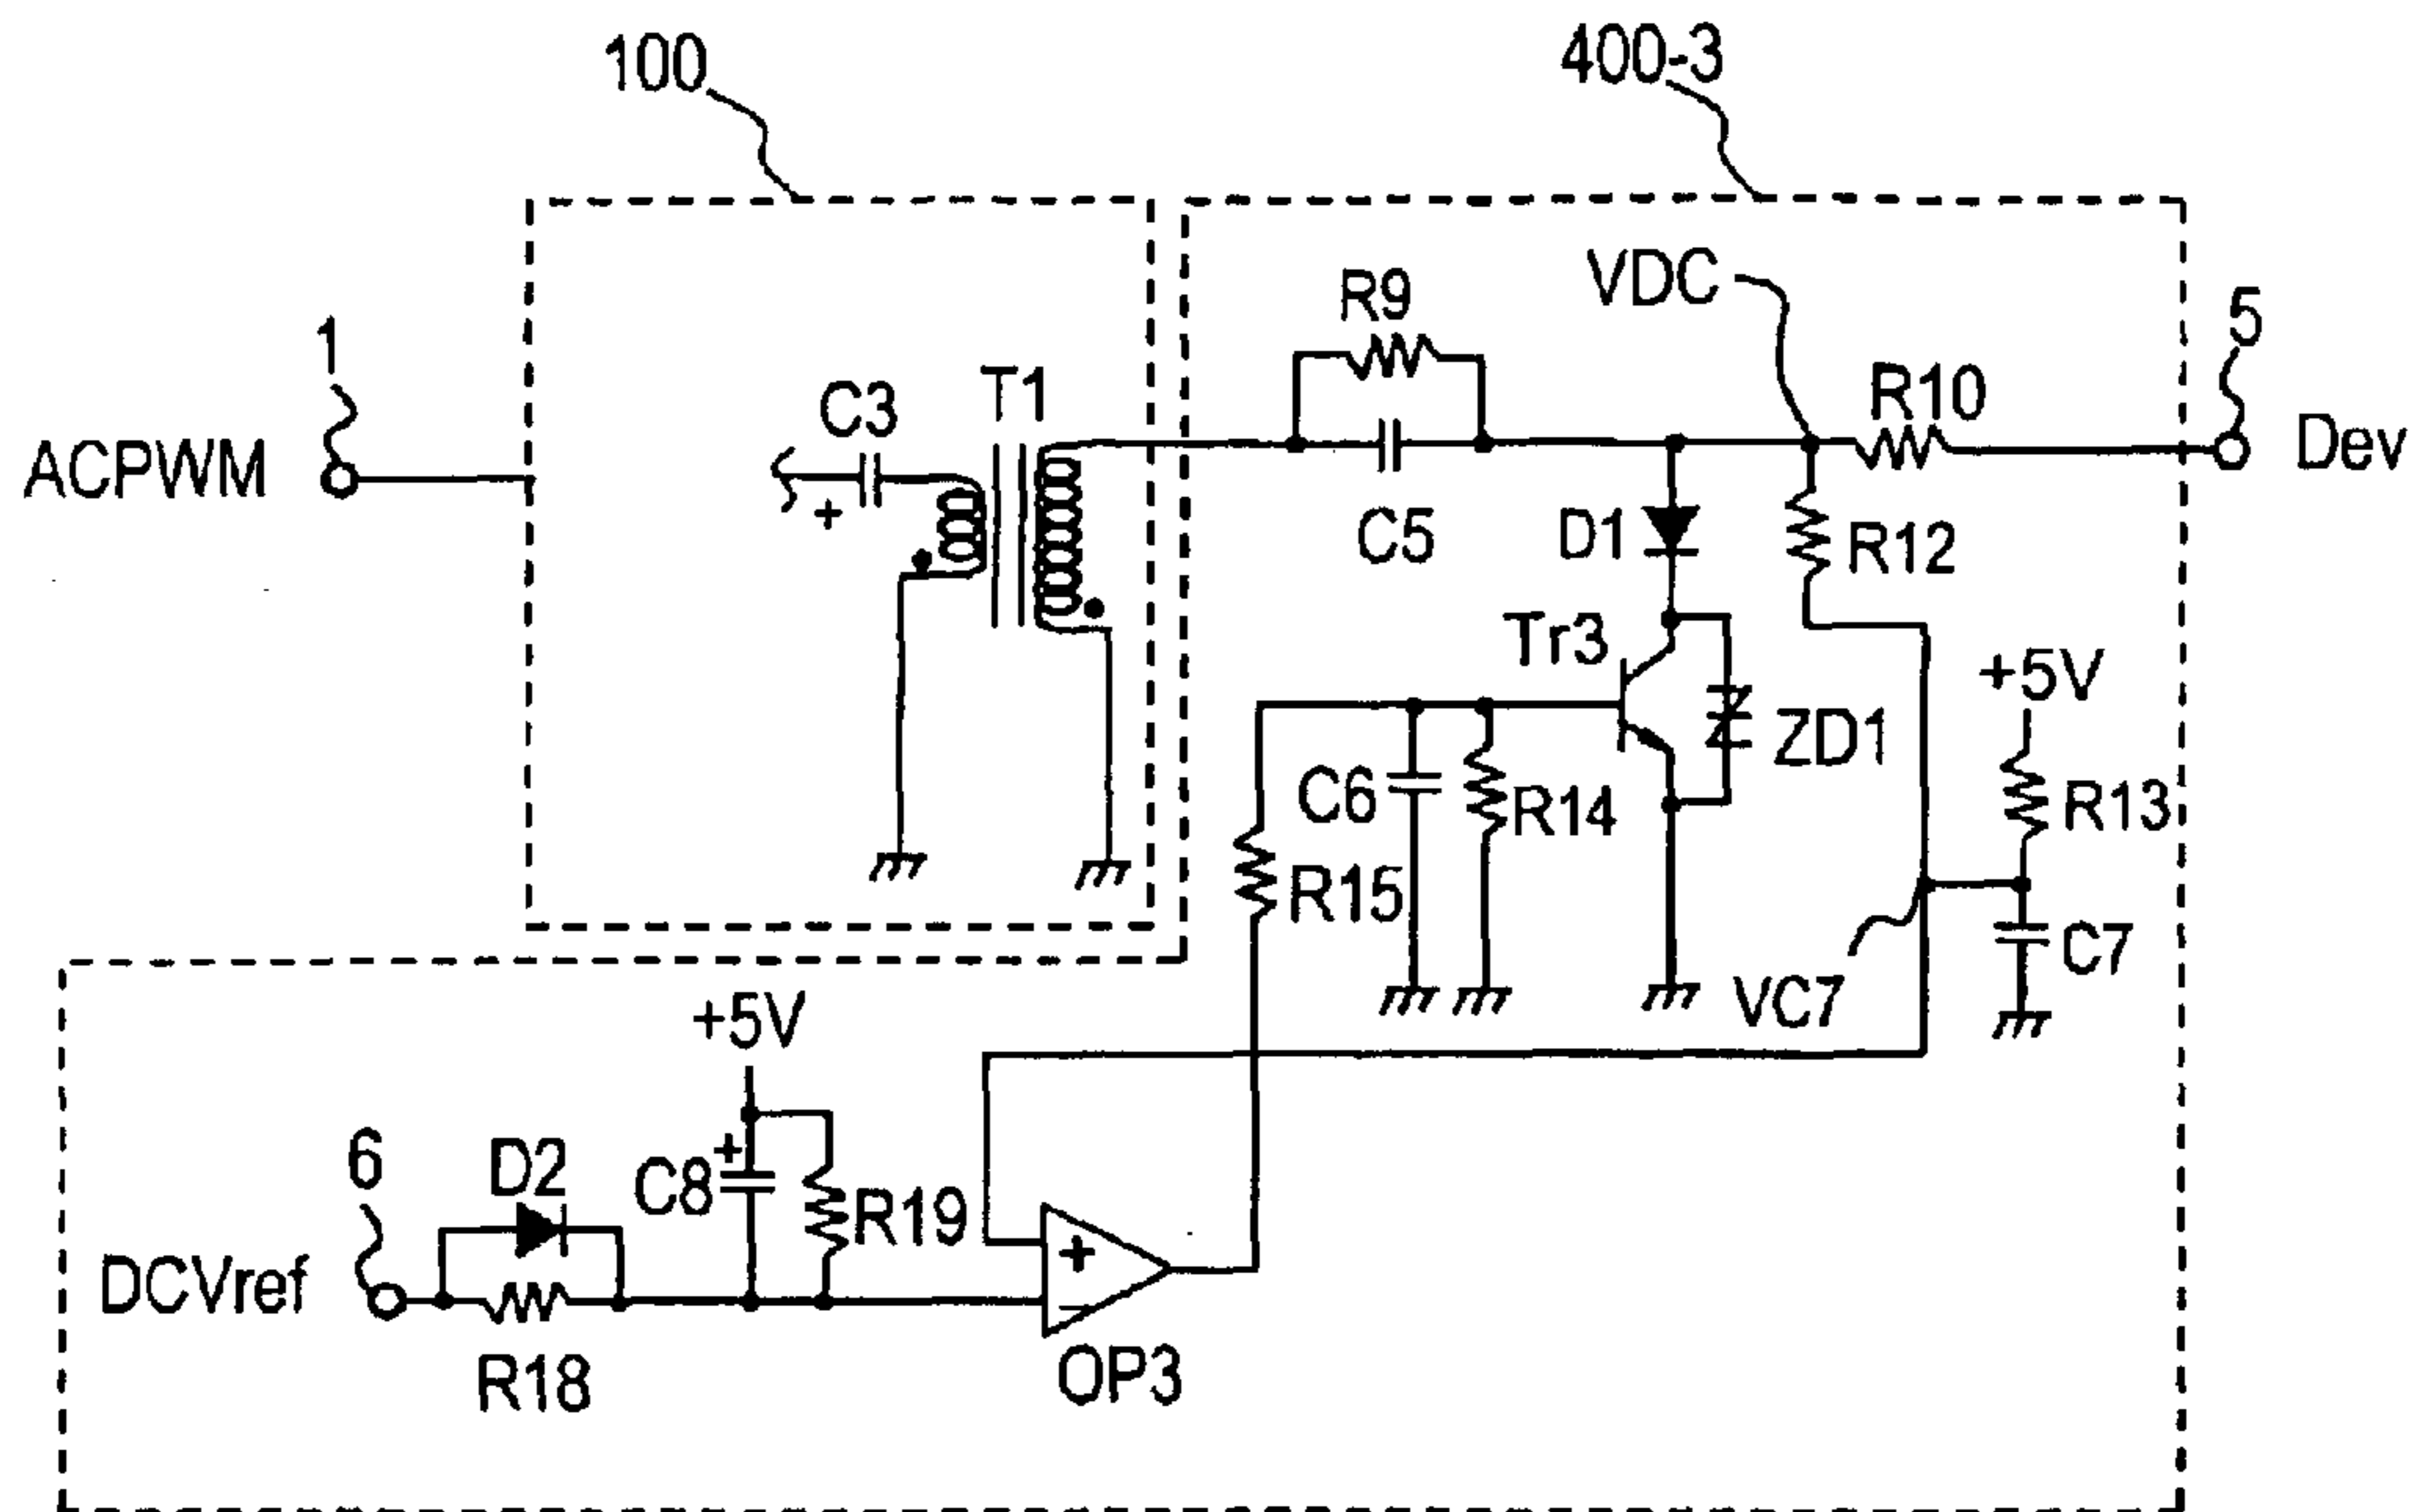 100
400-3
VDC
R9
1
5
C3
T1
R10
ACPWM
+
Dev
C5
D1
R12
Tr3
+5V
ZD1
C6
R14
R13
R15
VC7
C7
+5V
6
D2
+
C8
R19
DCVref
+
−
R18
OP3